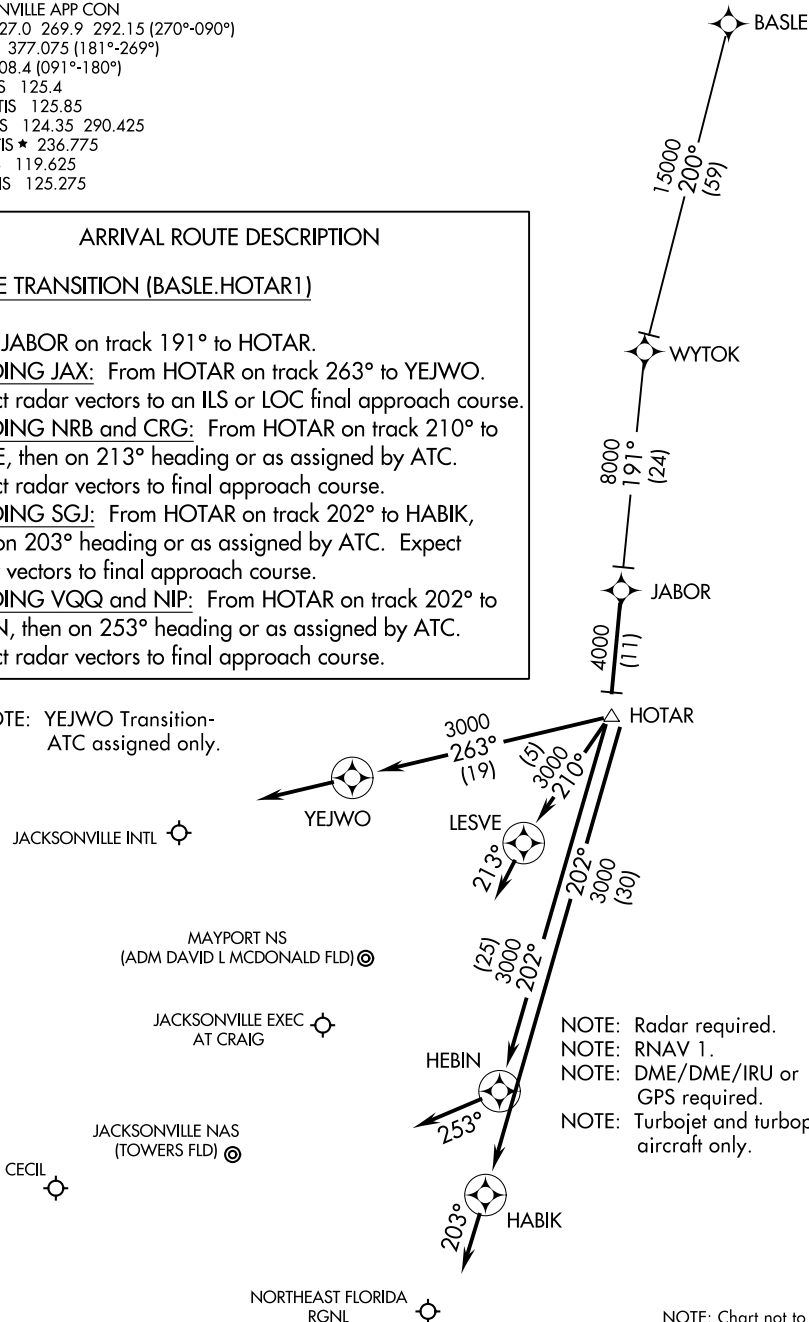 NVILLE APP CON
27.0 269.9 292.15 (270°-090°)
377.075 (181°-269°)
08.4 (091°-180°)
S 125.4
TIS 125.85
S 124.35 290.425
TIS ★ 236.775
119.625
IS 125.275
BASLE
15000
200°
(59)
ARRIVAL ROUTE DESCRIPTION
E TRANSITION (BASLE.HOTAR1)
JABOR on track 191° to HOTAR.
DING JAX: From HOTAR on track 263° to YEJWO.
ct radar vectors to an ILS or LOC final approach course.
DING NRB and CRG: From HOTAR on track 210° to
E, then on 213° heading or as assigned by ATC.
ct radar vectors to final approach course.
DING SGJ: From HOTAR on track 202° to HABIK,
on 203° heading or as assigned by ATC. Expect
r vectors to final approach course.
DING VQQ and NIP: From HOTAR on track 202° to
N, then on 253° heading or as assigned by ATC.
ct radar vectors to final approach course.
WYTOK
8000
191°
(24)
JABOR
4000
(11)
HOTAR
OTE: YEJWO Transition-
ATC assigned only.
3000
263°
(19)
(5)
3000
210°
YEJWO
LESVE
213°
JACKSONVILLE INTL
202°
3000
(30)
(25)
3000
202°
MAYPORT NS
(ADM DAVID L MCDONALD FLD)
JACKSONVILLE EXEC
AT CRAIG
HEBIN
253°
NOTE: Radar required.
NOTE: RNAV 1.
NOTE: DME/DME/IRU or
GPS required.
NOTE: Turbojet and turbop
aircraft only.
JACKSONVILLE NAS
(TOWERS FLD)
CECIL
HABIK
203°
NORTHEAST FLORIDA
RGNL
NOTE: Chart not to